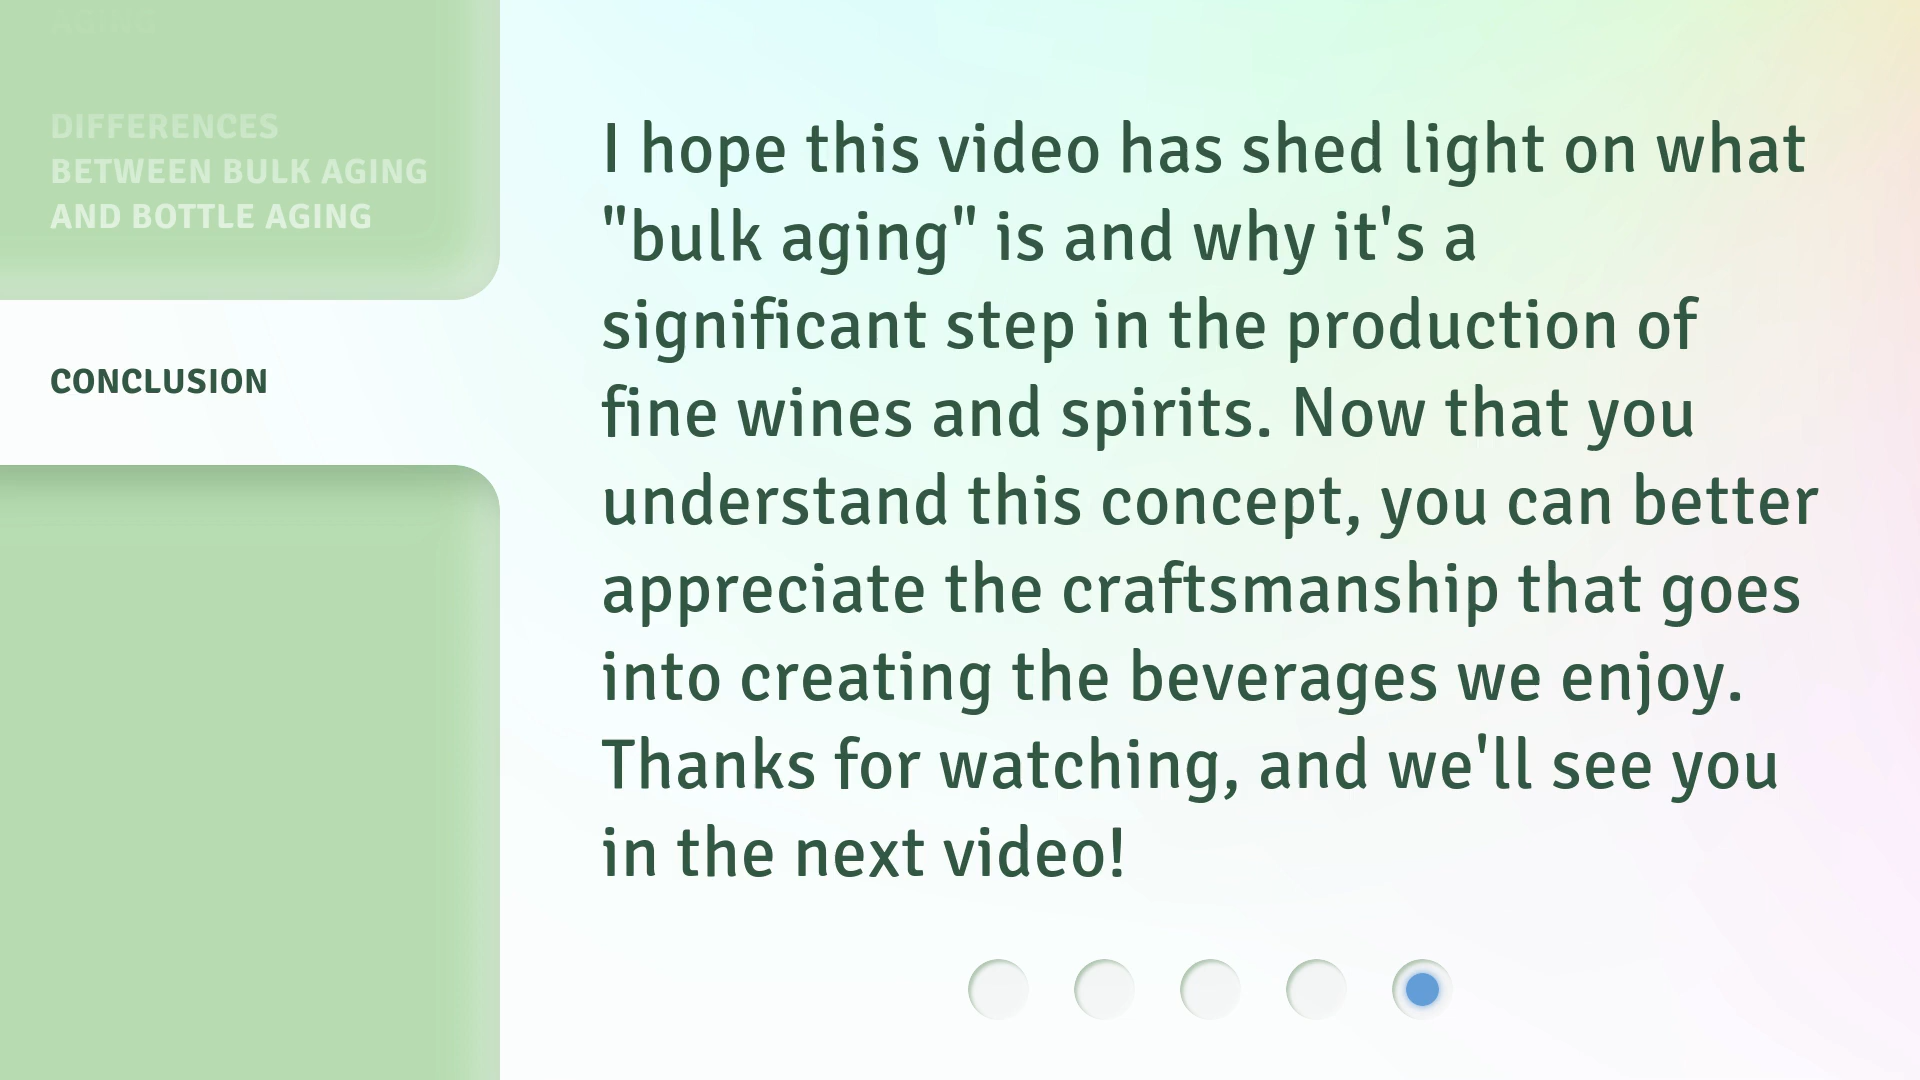 AGING
DIFFERENCES
BETWEEN BULK AGING
AND BOTTLE AGING
CONCLUSION
I hope this video has shed light on what
"bulk aging" is and why it's a
significant step in the production of
fine wines and spirits. Now that you
understand this concept, you can better
appreciate the craftsmanship that goes
into creating the beverages we enjoy.
Thanks for watching, and we'll see you
in the next video!